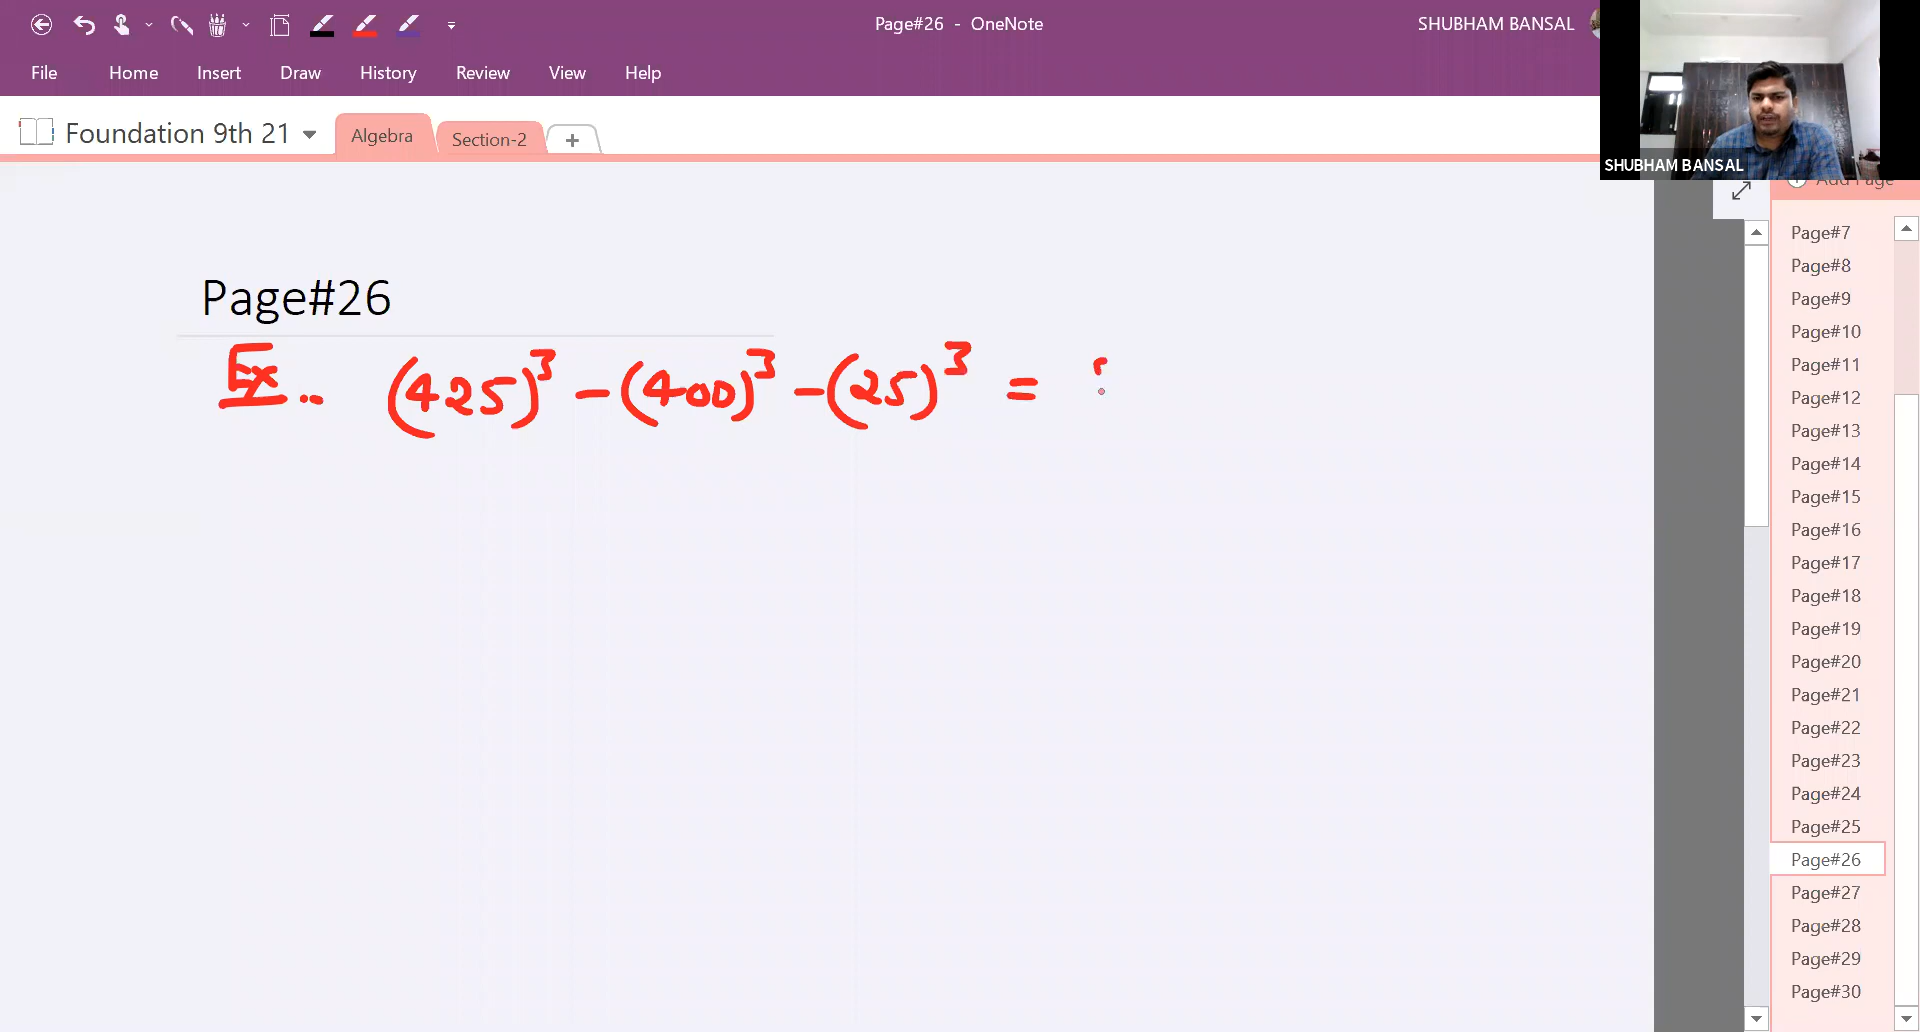 Page#26 - OneNote
SHUBHAM BANSAL
File Home Insert Draw History Review View Help
SHUBHAM BANSAL
Foundation 9th 21
Algebra
Section-2
Add Page
Page#26
Ex.. (425)³ – (400)³ – (25)³ =
Page#7
Page#8
Page#9
Page#10
Page#11
Page#12
Page#13
Page#14
Page#15
Page#16
Page#17
Page#18
Page#19
Page#20
Page#21
Page#22
Page#23
Page#24
Page#25
Page#26
Page#27
Page#28
Page#29
Page#30